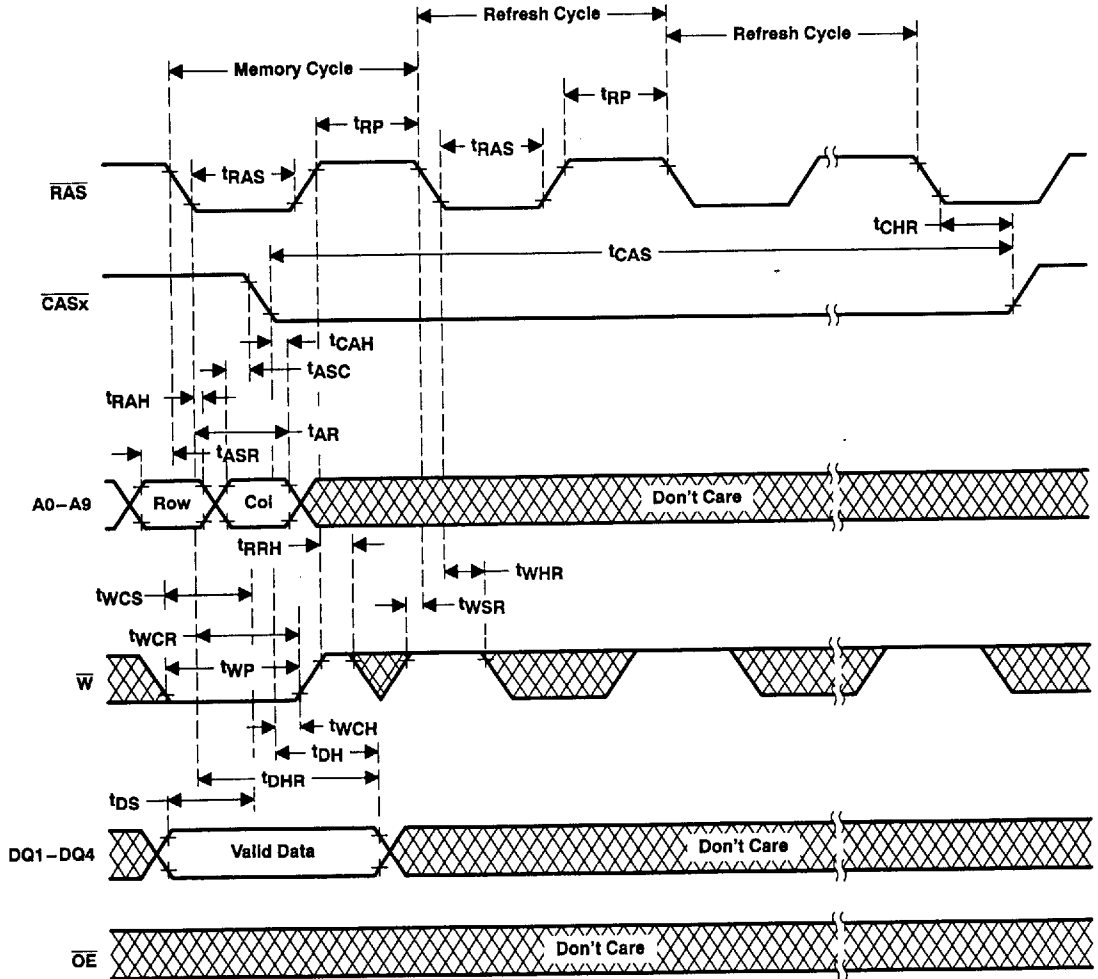 Refresh Cycle
Refresh Cycle
Memory Cycle
tRP
tRP
tRAS
tRAS
RAS
tCHR
tCAS
CASx
tCAH
tASC
tRAH
tAR
tASR
A0–A9
Row
Col
Don't Care
tRRH
tWHR
tWCS
tWSR
tWCR
tWP
W
tWCH
tDH
tDHR
tDS
DQ1–DQ4
Valid Data
Don't Care
OE
Don't Care